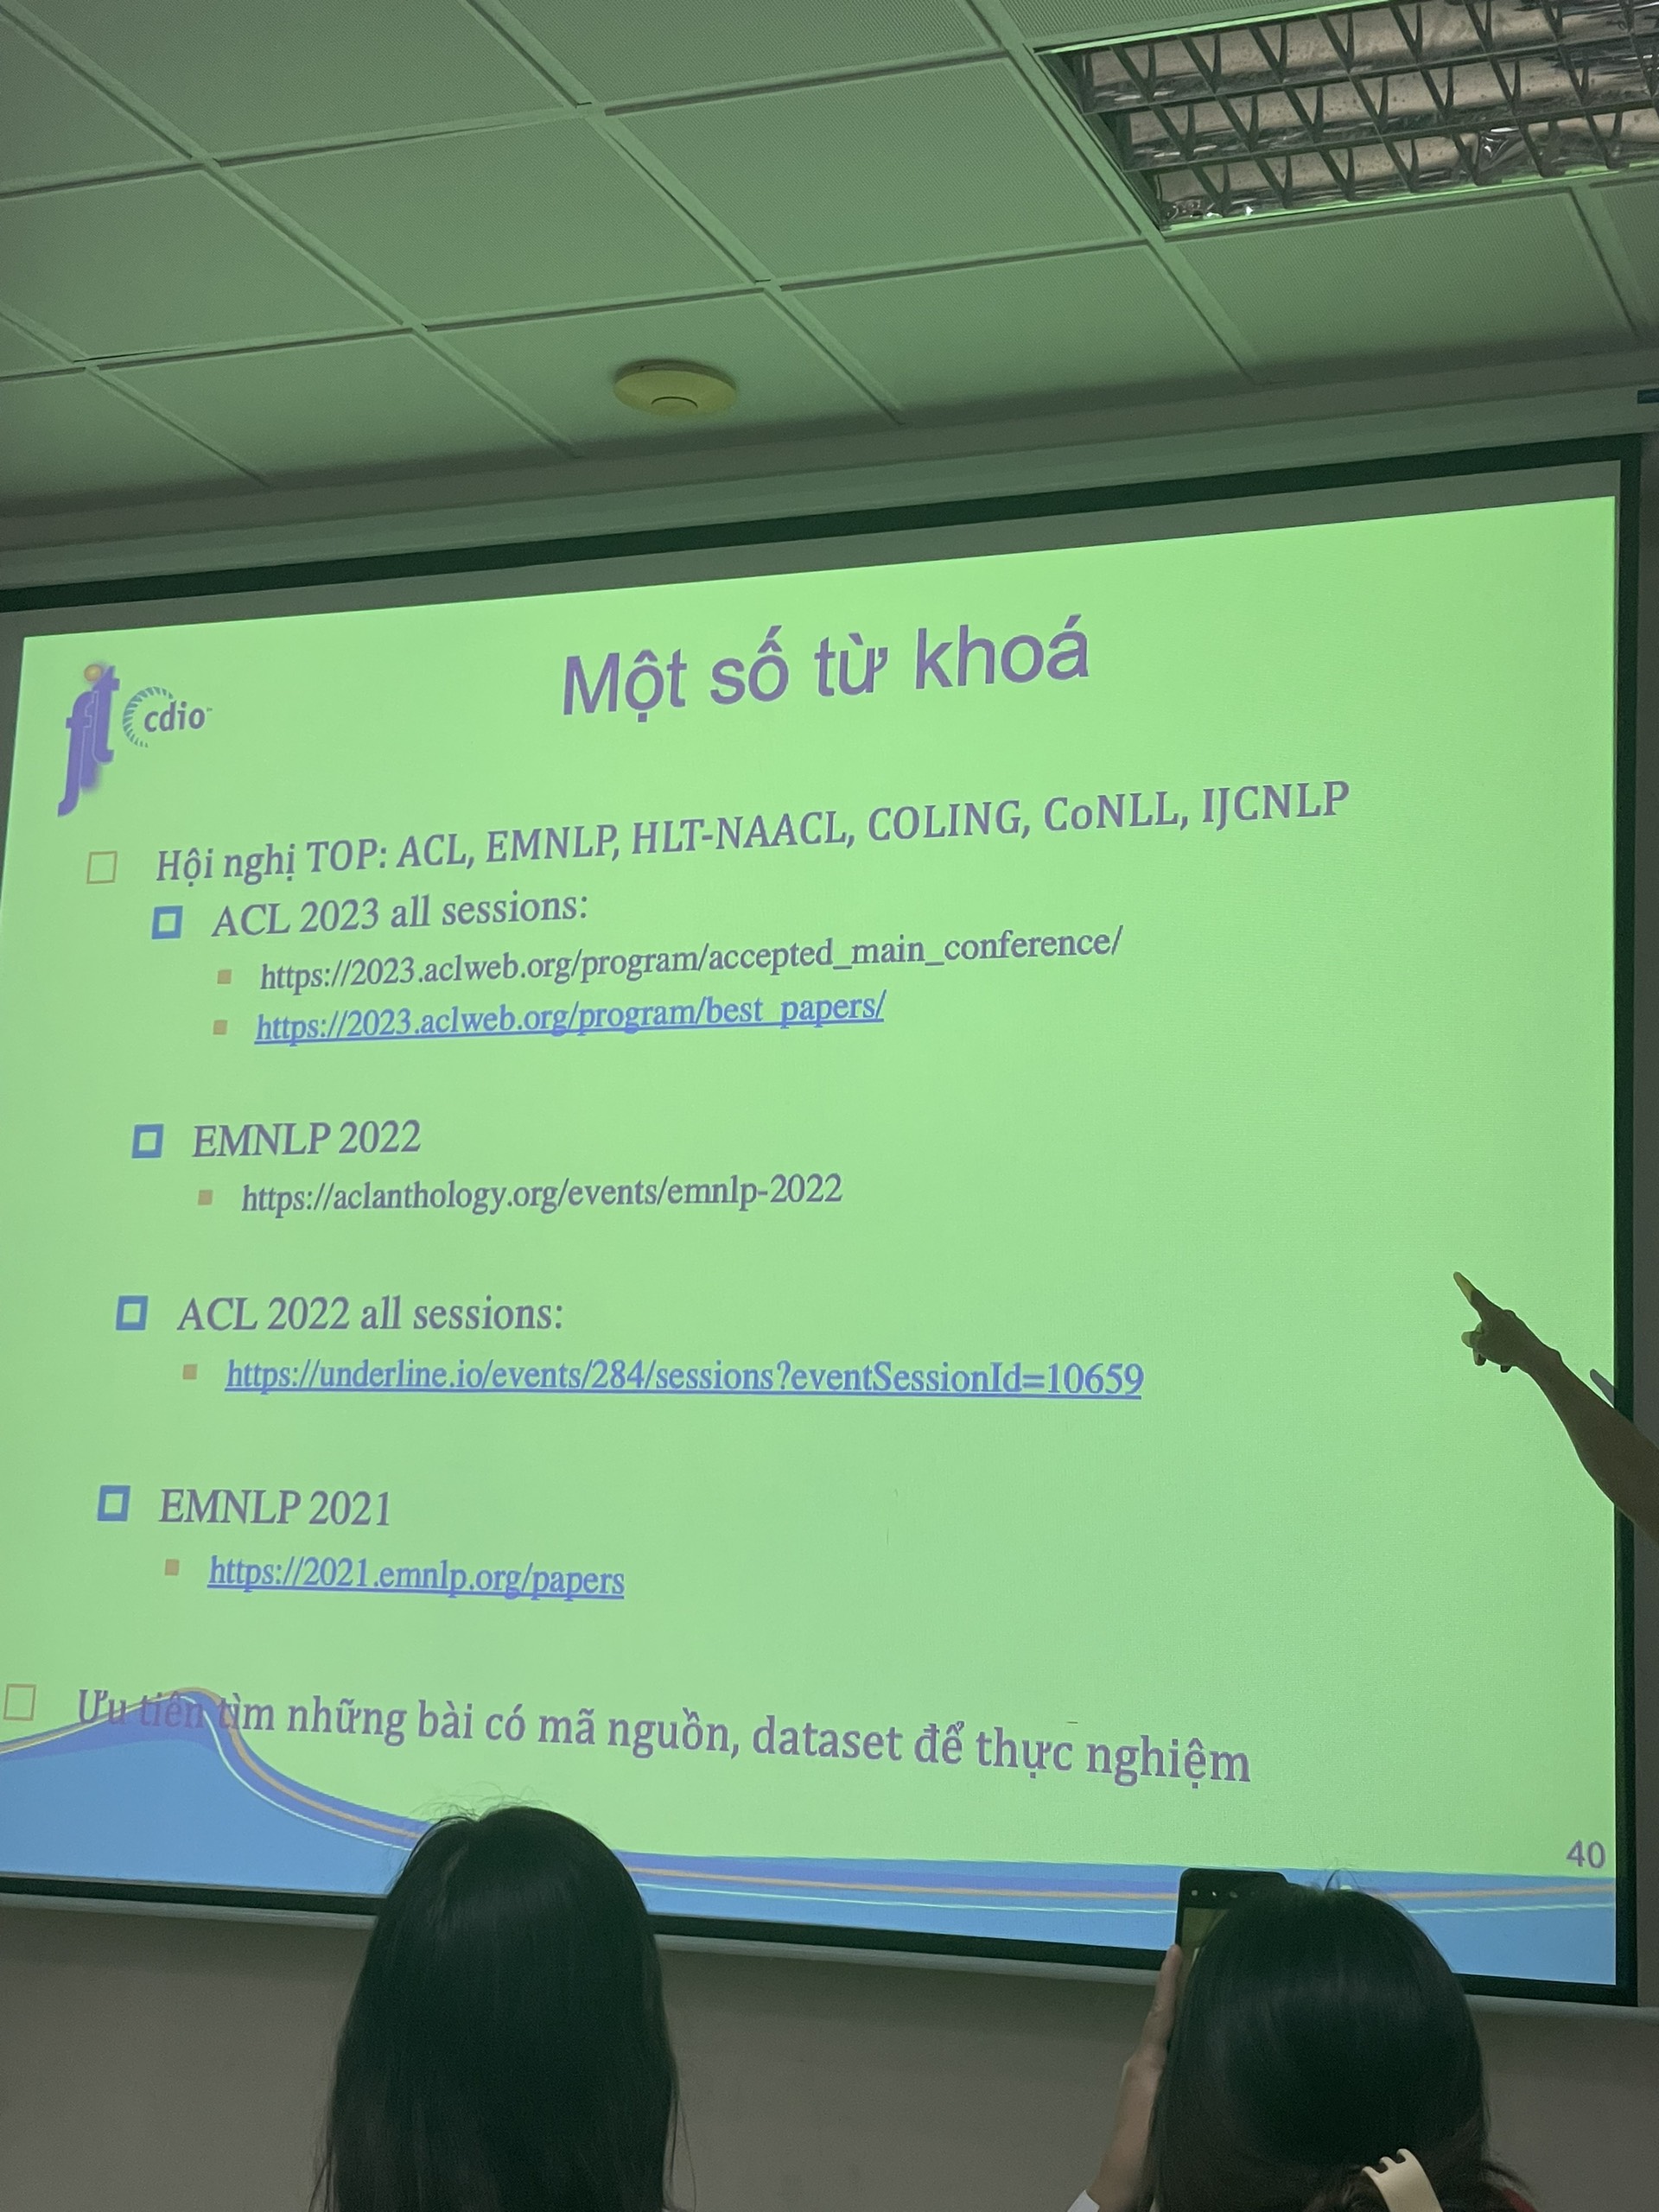 fit cdio
Một số từ khoá
Hội nghị TOP: ACL, EMNLP, HLT-NAACL, COLING, CoNLL, IJCNLP
ACL 2023 all sessions:
https://2023.aclweb.org/program/accepted_main_conference/
https://2023.aclweb.org/program/best_papers/
EMNLP 2022
https://aclanthology.org/events/emnlp-2022
ACL 2022 all sessions:
https://underline.io/events/284/sessions?eventSessionId=10659
EMNLP 2021
https://2021.emnlp.org/papers
Ưu tiên tìm những bài có mã nguồn, dataset để thực nghiệm
40